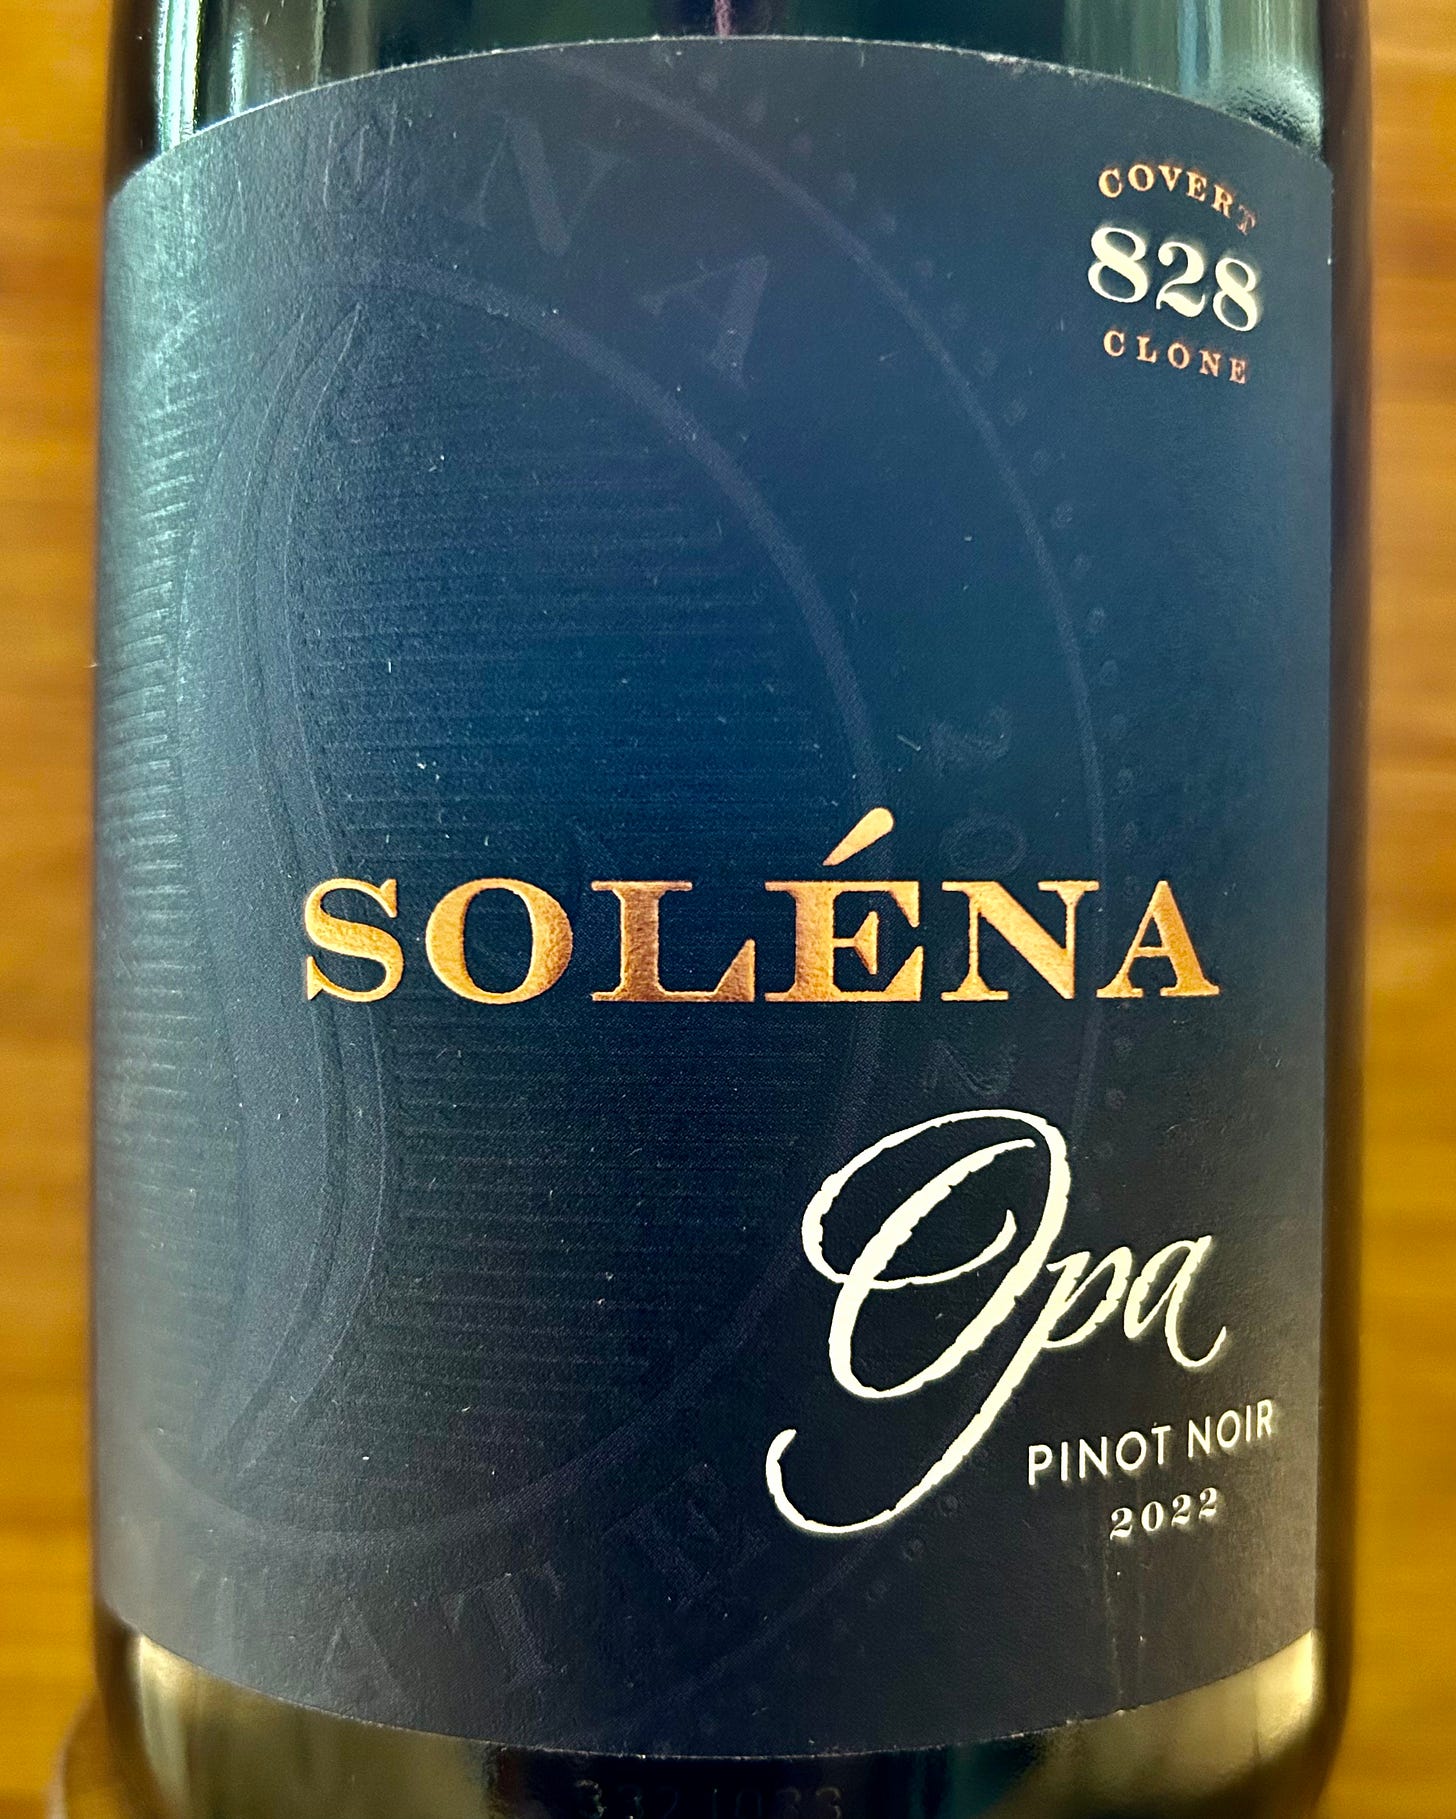 COVERT
828
CLONE
SOLÉNA
Opa
PINOT NOIR
2022